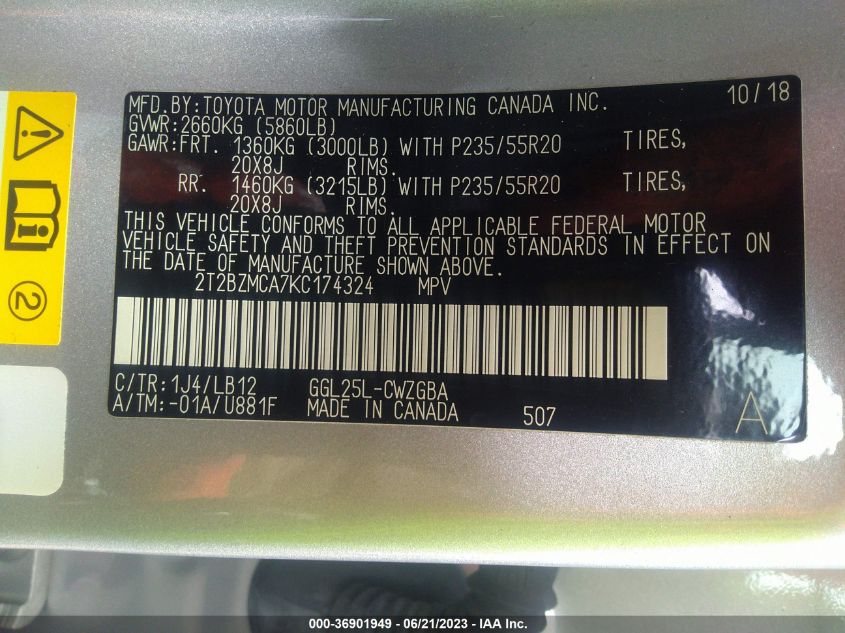 MFD.BY:TOYOTA MOTOR MANUFACTURING CANADA INC. 10/18
GVWR:2660KG (5860LB)
GAWR:FRT. 1360KG (3000LB) WITH P235/55R20 TIRES,
20X8J RIMS.
RR. 1460KG (3215LB) WITH P235/55R20 TIRES,
20X8J RIMS.
THIS VEHICLE CONFORMS TO ALL APPLICABLE FEDERAL MOTOR
VEHICLE SAFETY AND THEFT PREVENTION STANDARDS IN EFFECT ON
THE DATE OF MANUFACTURE SHOWN ABOVE.
2T2BZMCA7KC174324 MPV
C/TR:1J4/LB12 GGL25L-CWZGBA
A/TM:-01A/U881F MADE IN CANADA 507 A
2
000-36901949 - 06/21/2023 - IAA Inc.